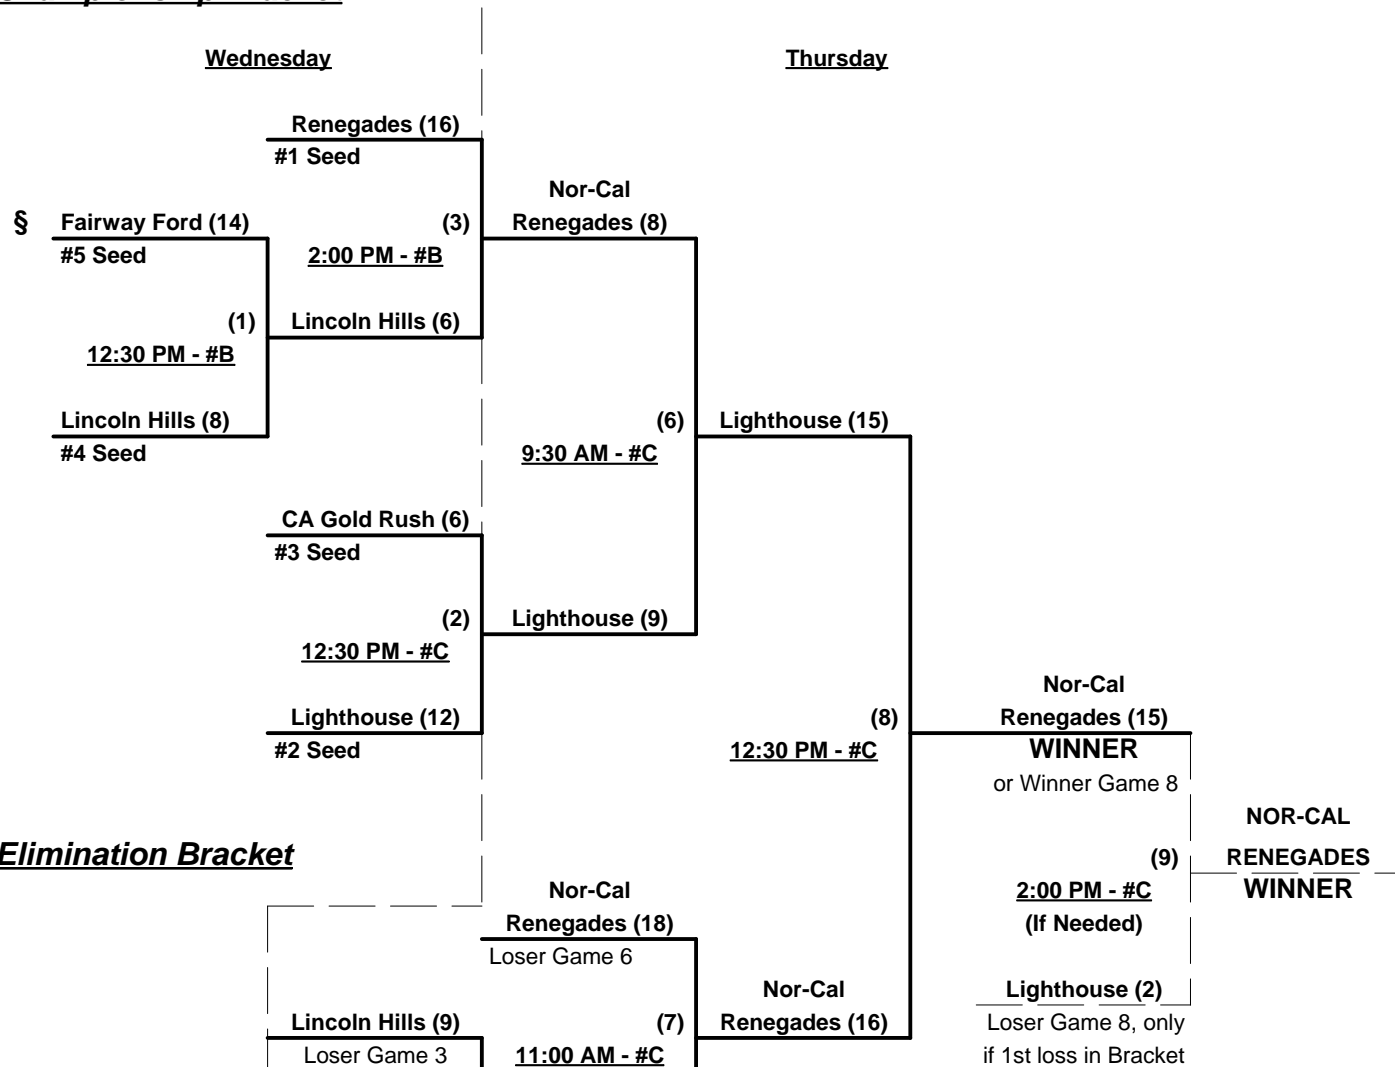 Wednesday
Thursday
Renegades (16)
#1 Seed
Nor-Cal
§ Fairway Ford (14)
(3)
Renegades (8)
#5 Seed
2:00 PM - #B
(1)
Lincoln Hills (6)
12:30 PM - #B
Lincoln Hills (8)
(6)
Lighthouse (15)
#4 Seed
9:30 AM - #C
CA Gold Rush (6)
#3 Seed
(2)
Lighthouse (9)
12:30 PM - #C
Nor-Cal
Lighthouse (12)
(8)
Renegades (15)
#2 Seed
12:30 PM - #C
WINNER
or Winner Game 8
NOR-CAL
Elimination Bracket
(9)
RENEGADES
Nor-Cal
2:00 PM - #C
WINNER
Renegades (18)
(If Needed)
Loser Game 6
Nor-Cal
Lighthouse (2)
Lincoln Hills (9)
(7)
Renegades (16)
Loser Game 8, only
Loser Game 3
11:00 AM - #C
if 1st loss in Bracket